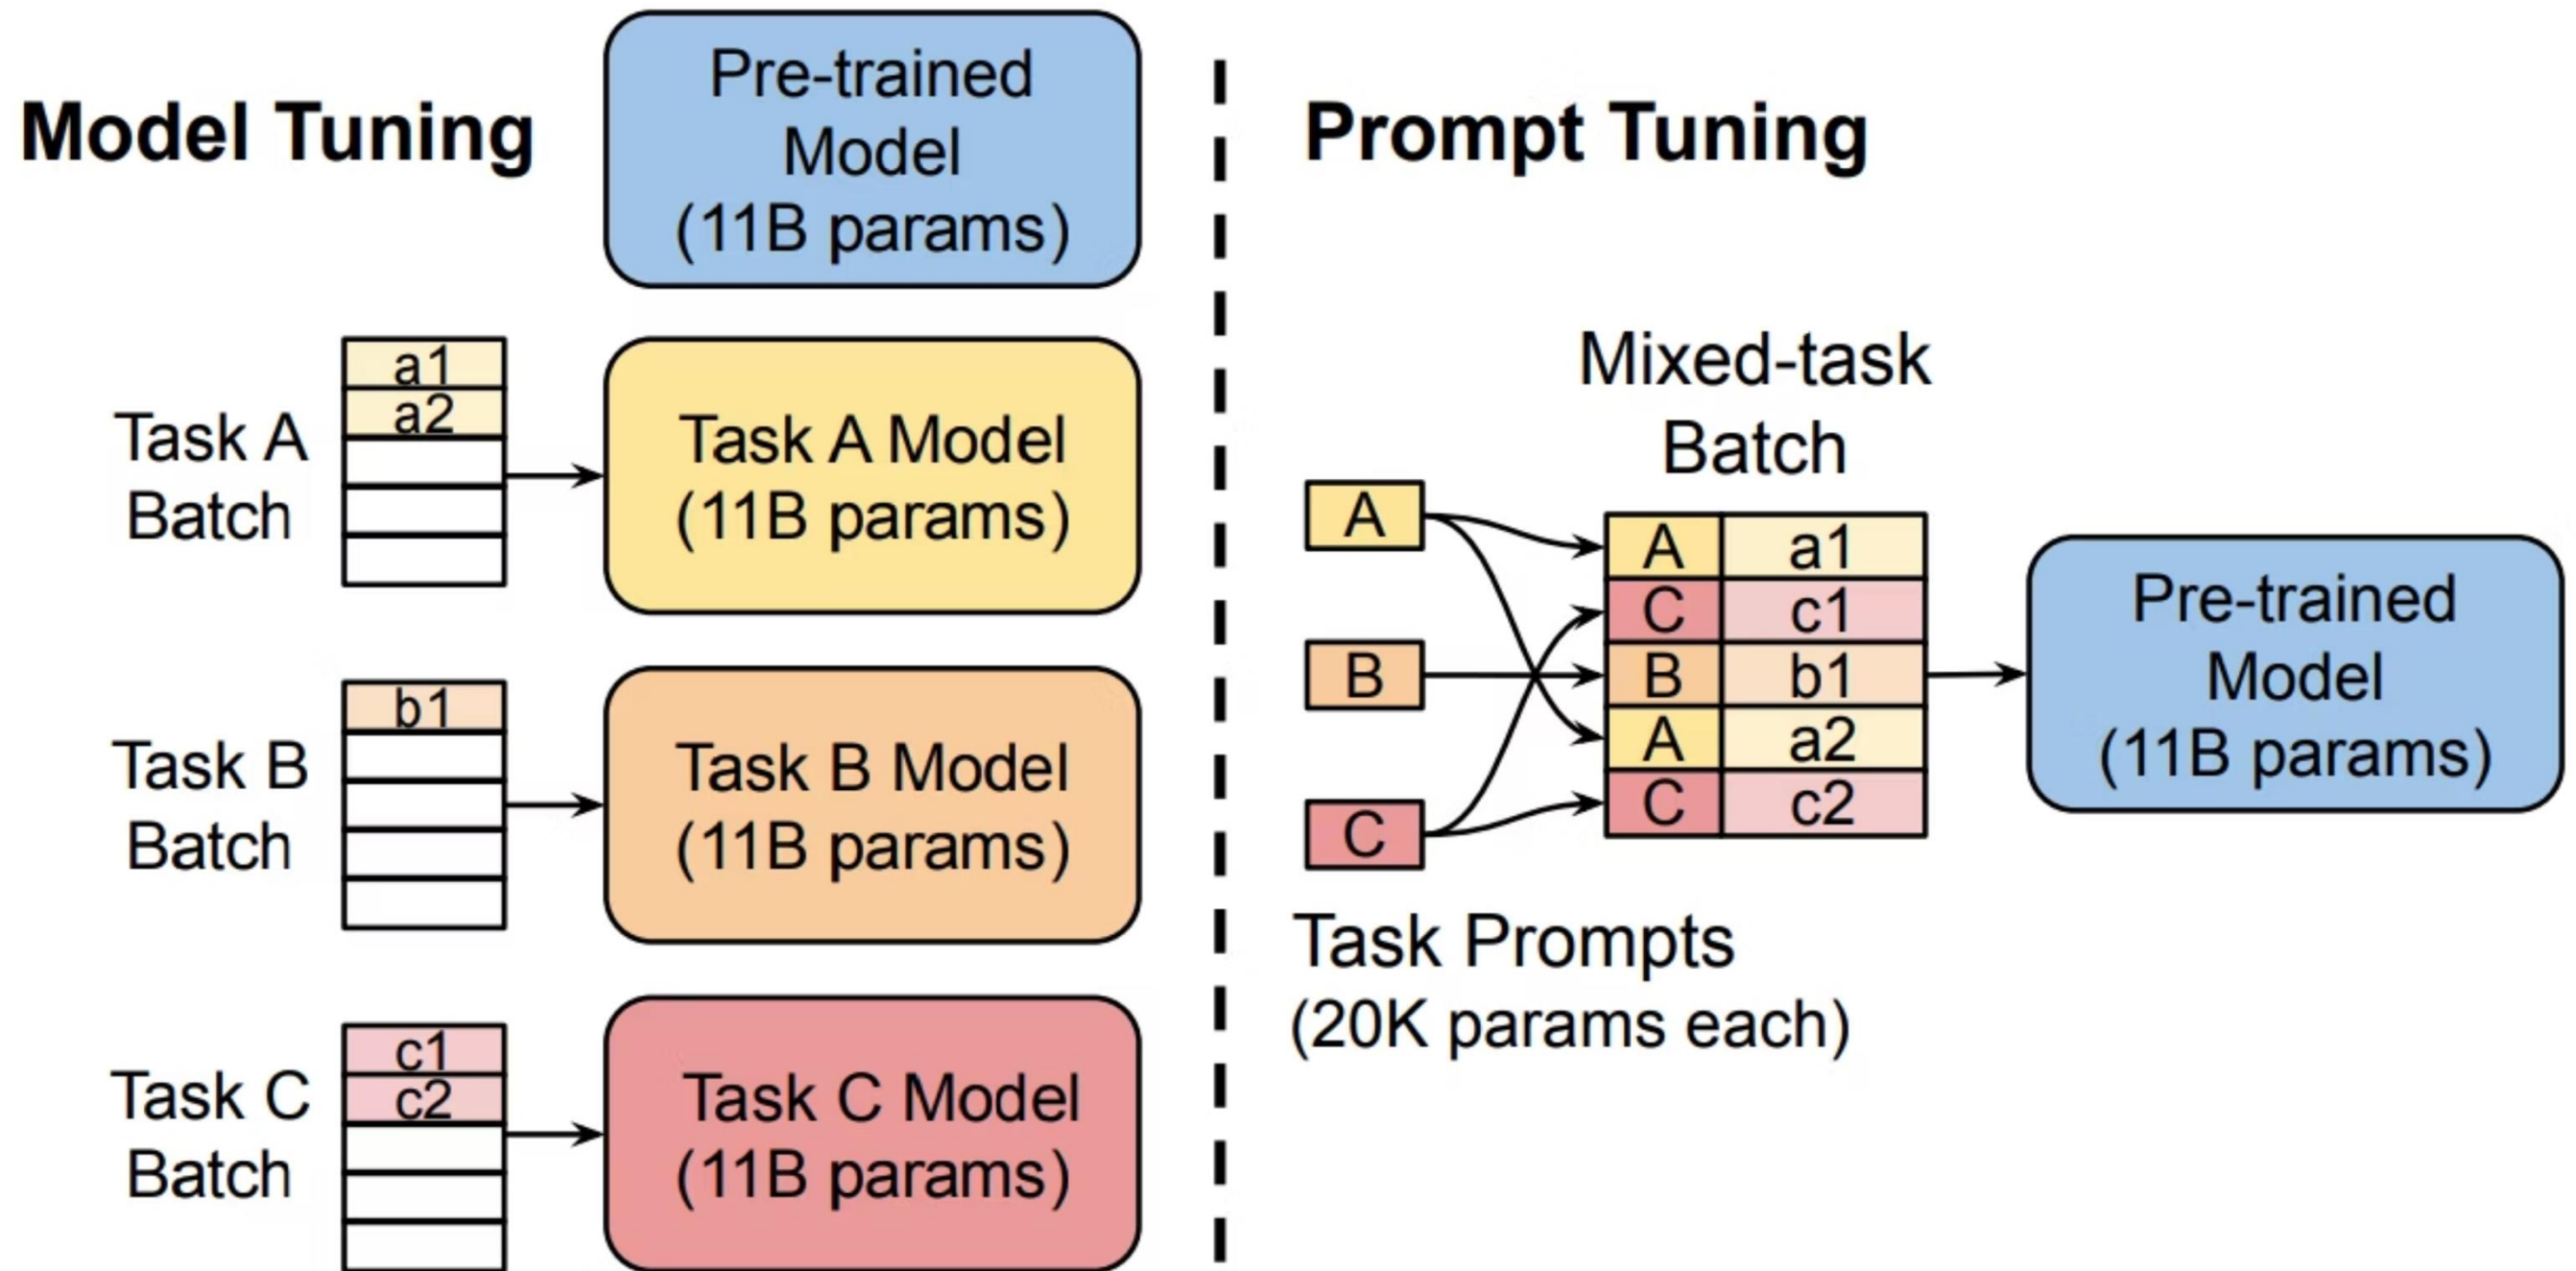 Model Tuning
Pre-trained
Model
(11B params)
Task A
Batch
a1
a2
Task A Model
(11B params)
Task B
Batch
b1
Task B Model
(11B params)
Task C
Batch
c1
c2
Task C Model
(11B params)
Prompt Tuning
Mixed-task
Batch
A
B
C
A a1
C c1
B b1
A a2
C c2
Task Prompts
(20K params each)
Pre-trained
Model
(11B params)